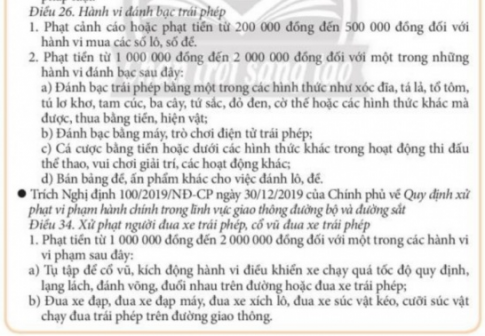 Điều 26. Hành vi đánh bạc trái phép
1. Phạt cảnh cáo hoặc phạt tiền từ 200 000 đồng đến 500 000 đồng đối với
hành vi mua các số lô, số đề.
2. Phạt tiền từ 1 000 000 đồng đến 2 000 000 đồng đối với một trong những
hành vi đánh bạc sau đây:
a) Đánh bạc trái phép bằng một trong các hình thức như xóc đĩa, tá lả, tổ tôm,
tú lơ khơ, tam cúc, ba cây, tứ sắc, đỏ đen, cờ thế hoặc các hình thức khác mà
được, thua bằng tiền, hiện vật;
b) Đánh bạc bằng máy, trò chơi điện tử trái phép;
c) Cá cược bằng tiền hoặc dưới các hình thức khác trong hoạt động thi đấu
thể thao, vui chơi giải trí, các hoạt động khác;
d) Bán bảng đề, ấn phẩm khác cho việc đánh lô, đề.
● Trích Nghị định 100/2019/NĐ-CP ngày 30/12/2019 của Chính phủ về Quy định xử
phạt vi phạm hành chính trong lĩnh vực giao thông đường bộ và đường sắt
Điều 34. Xử phạt người đua xe trái phép, cổ vũ đua xe trái phép
1. Phạt tiền từ 1 000 000 đồng đến 2 000 000 đồng đối với một trong các hành vi
vi phạm sau đây:
a) Tụ tập để cổ vũ, kích động hành vi điều khiển xe chạy quá tốc độ quy định,
lạng lách, đánh võng, đuổi nhau trên đường hoặc đua xe trái phép;
b) Đua xe đạp, đua xe đạp máy, đua xe xích lô, đua xe súc vật kéo, cưỡi súc vật
chạy đua trái phép trên đường giao thông.